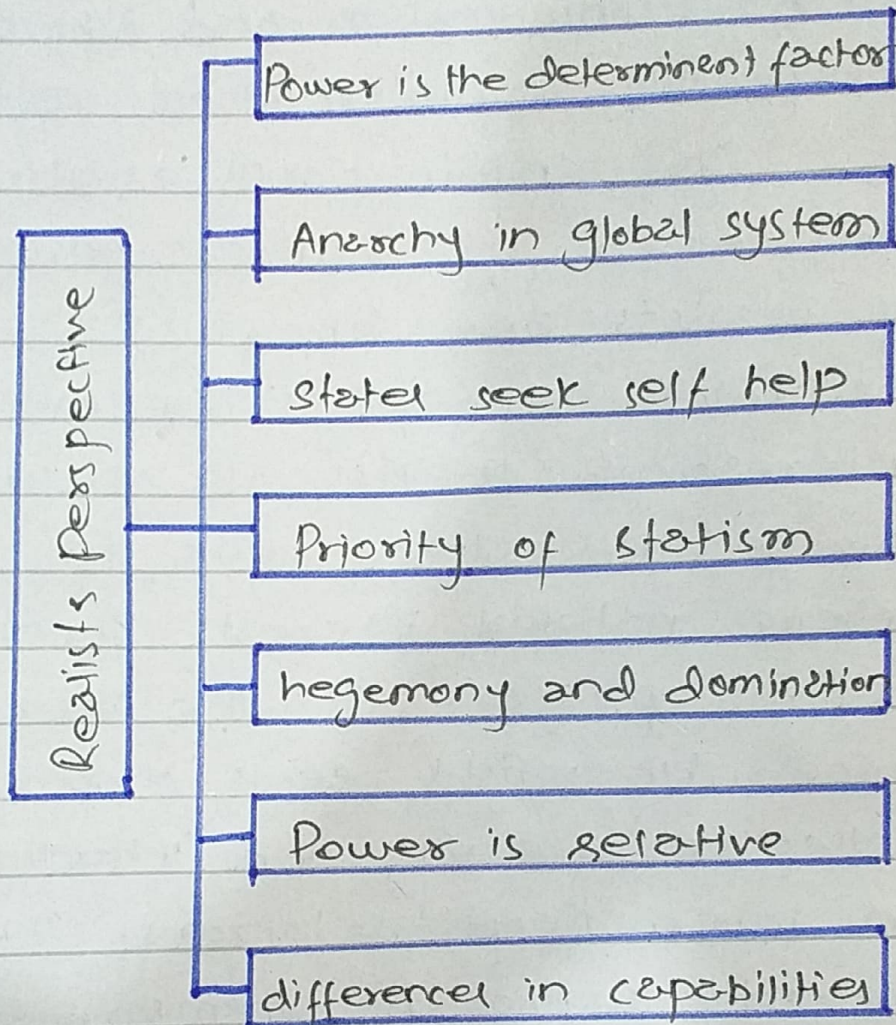 Realists perspective
Power is the determinent factor
Anarchy in global system
States seek self help
Priority of statism
hegemony and domination
Power is relative
differences in capabilities